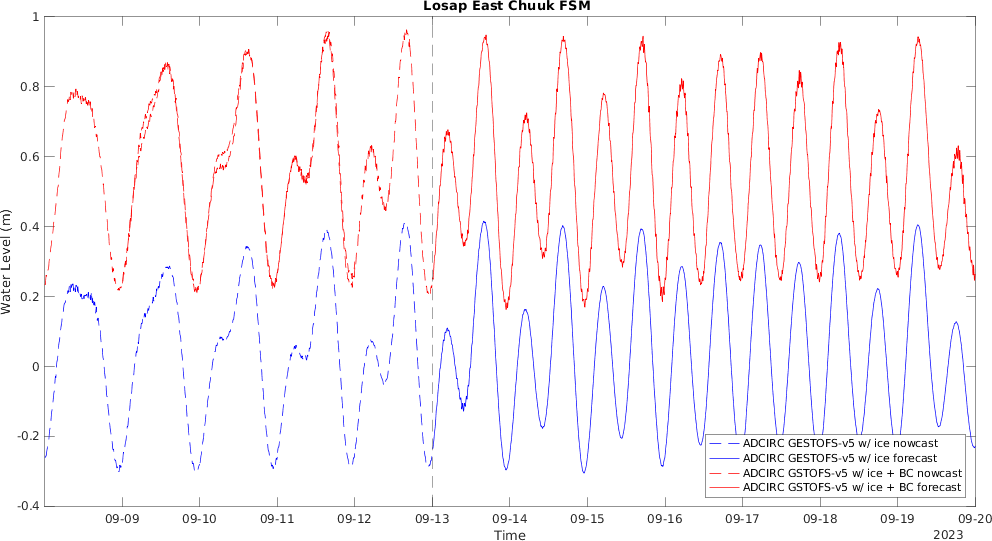 Losap East Chuuk FSM
1
0.8
0.6
0.4
0.2
0
-0.2
-0.4
Water Level (m)
ADCIRC GESTOFS-v5 w/ ice nowcast
ADCIRC GESTOFS-v5 w/ ice forecast
ADCIRC GSTOFS-v5 w/ ice + BC nowcast
ADCIRC GSTOFS-v5 w/ ice + BC forecast
09-09 09-10 09-11 09-12 09-13 09-14 09-15 09-16 09-17 09-18 09-19 09-20
Time
2023